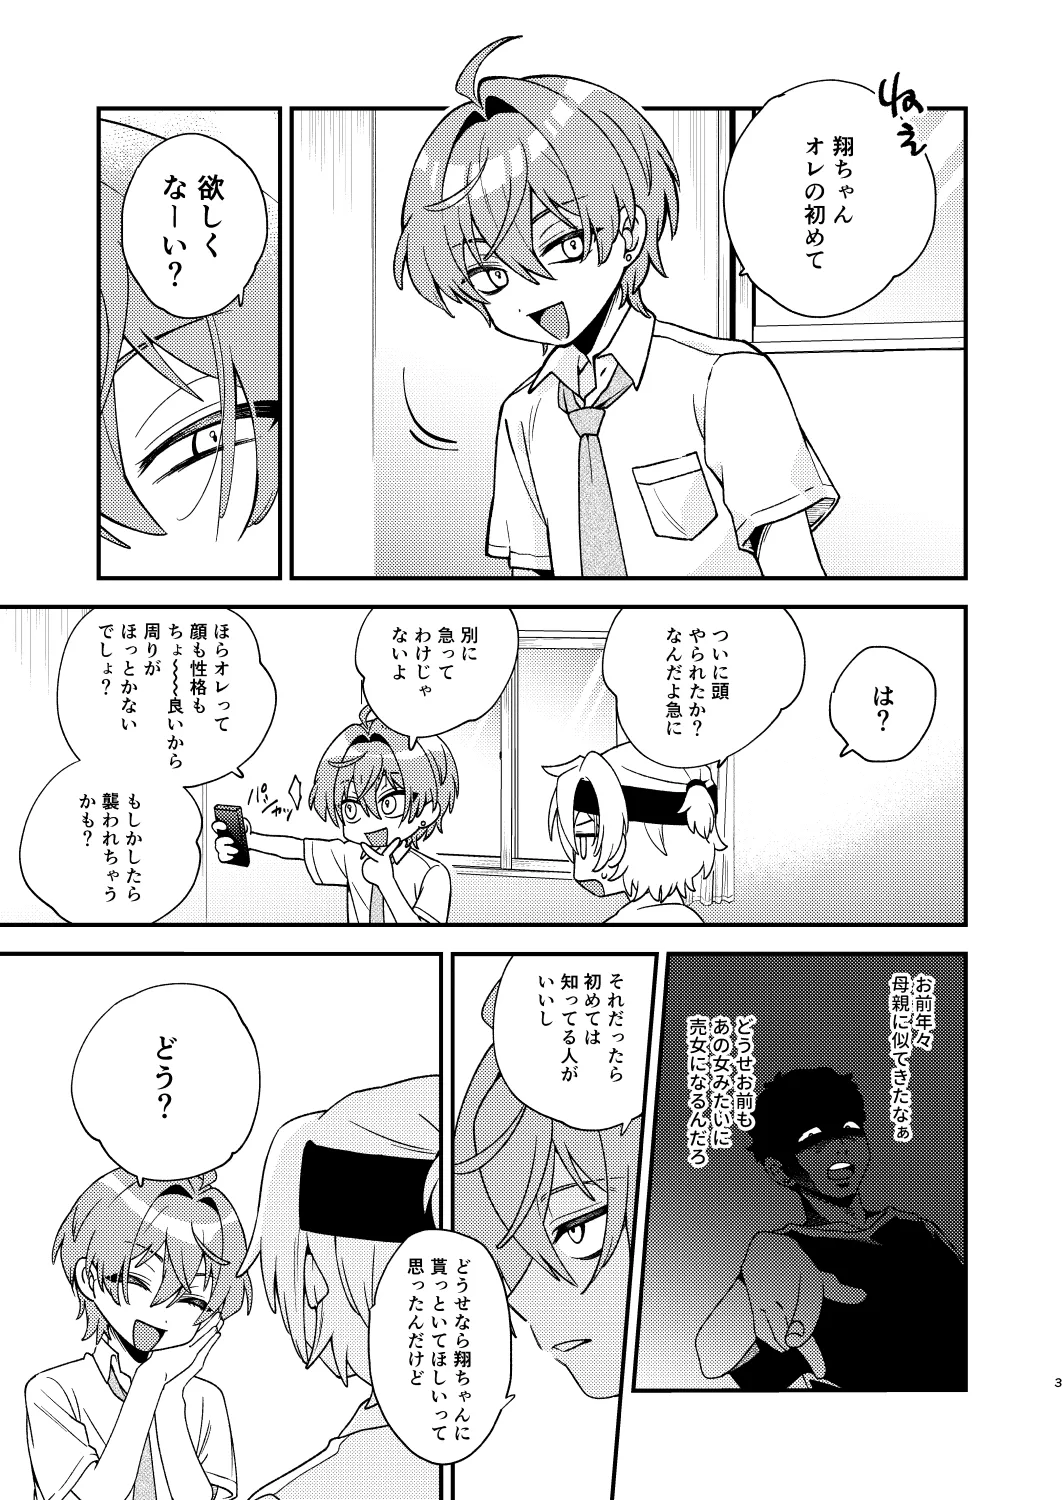 ねぇ
翔ちゃん
オレの初めて
欲しく
なーい?
は?
ついに頭
やられたか?
なんだよ急に
別に
急って
わけじゃ
ないよ
ほらオレって
顔も性格も
ちょ〜〜〜良いから
周りが
ほっとかない
でしょ?
もしかしたら
襲われちゃう
かも?
パシャッ
お前年々
母親に似てきたなぁ
どうせお前も
あの女みたいに
売女になるんだろ
それだったら
初めては
知ってる人が
いいし
どうせなら翔ちゃんに
貰っといてほしいって
思ったんだけど
どう?
3